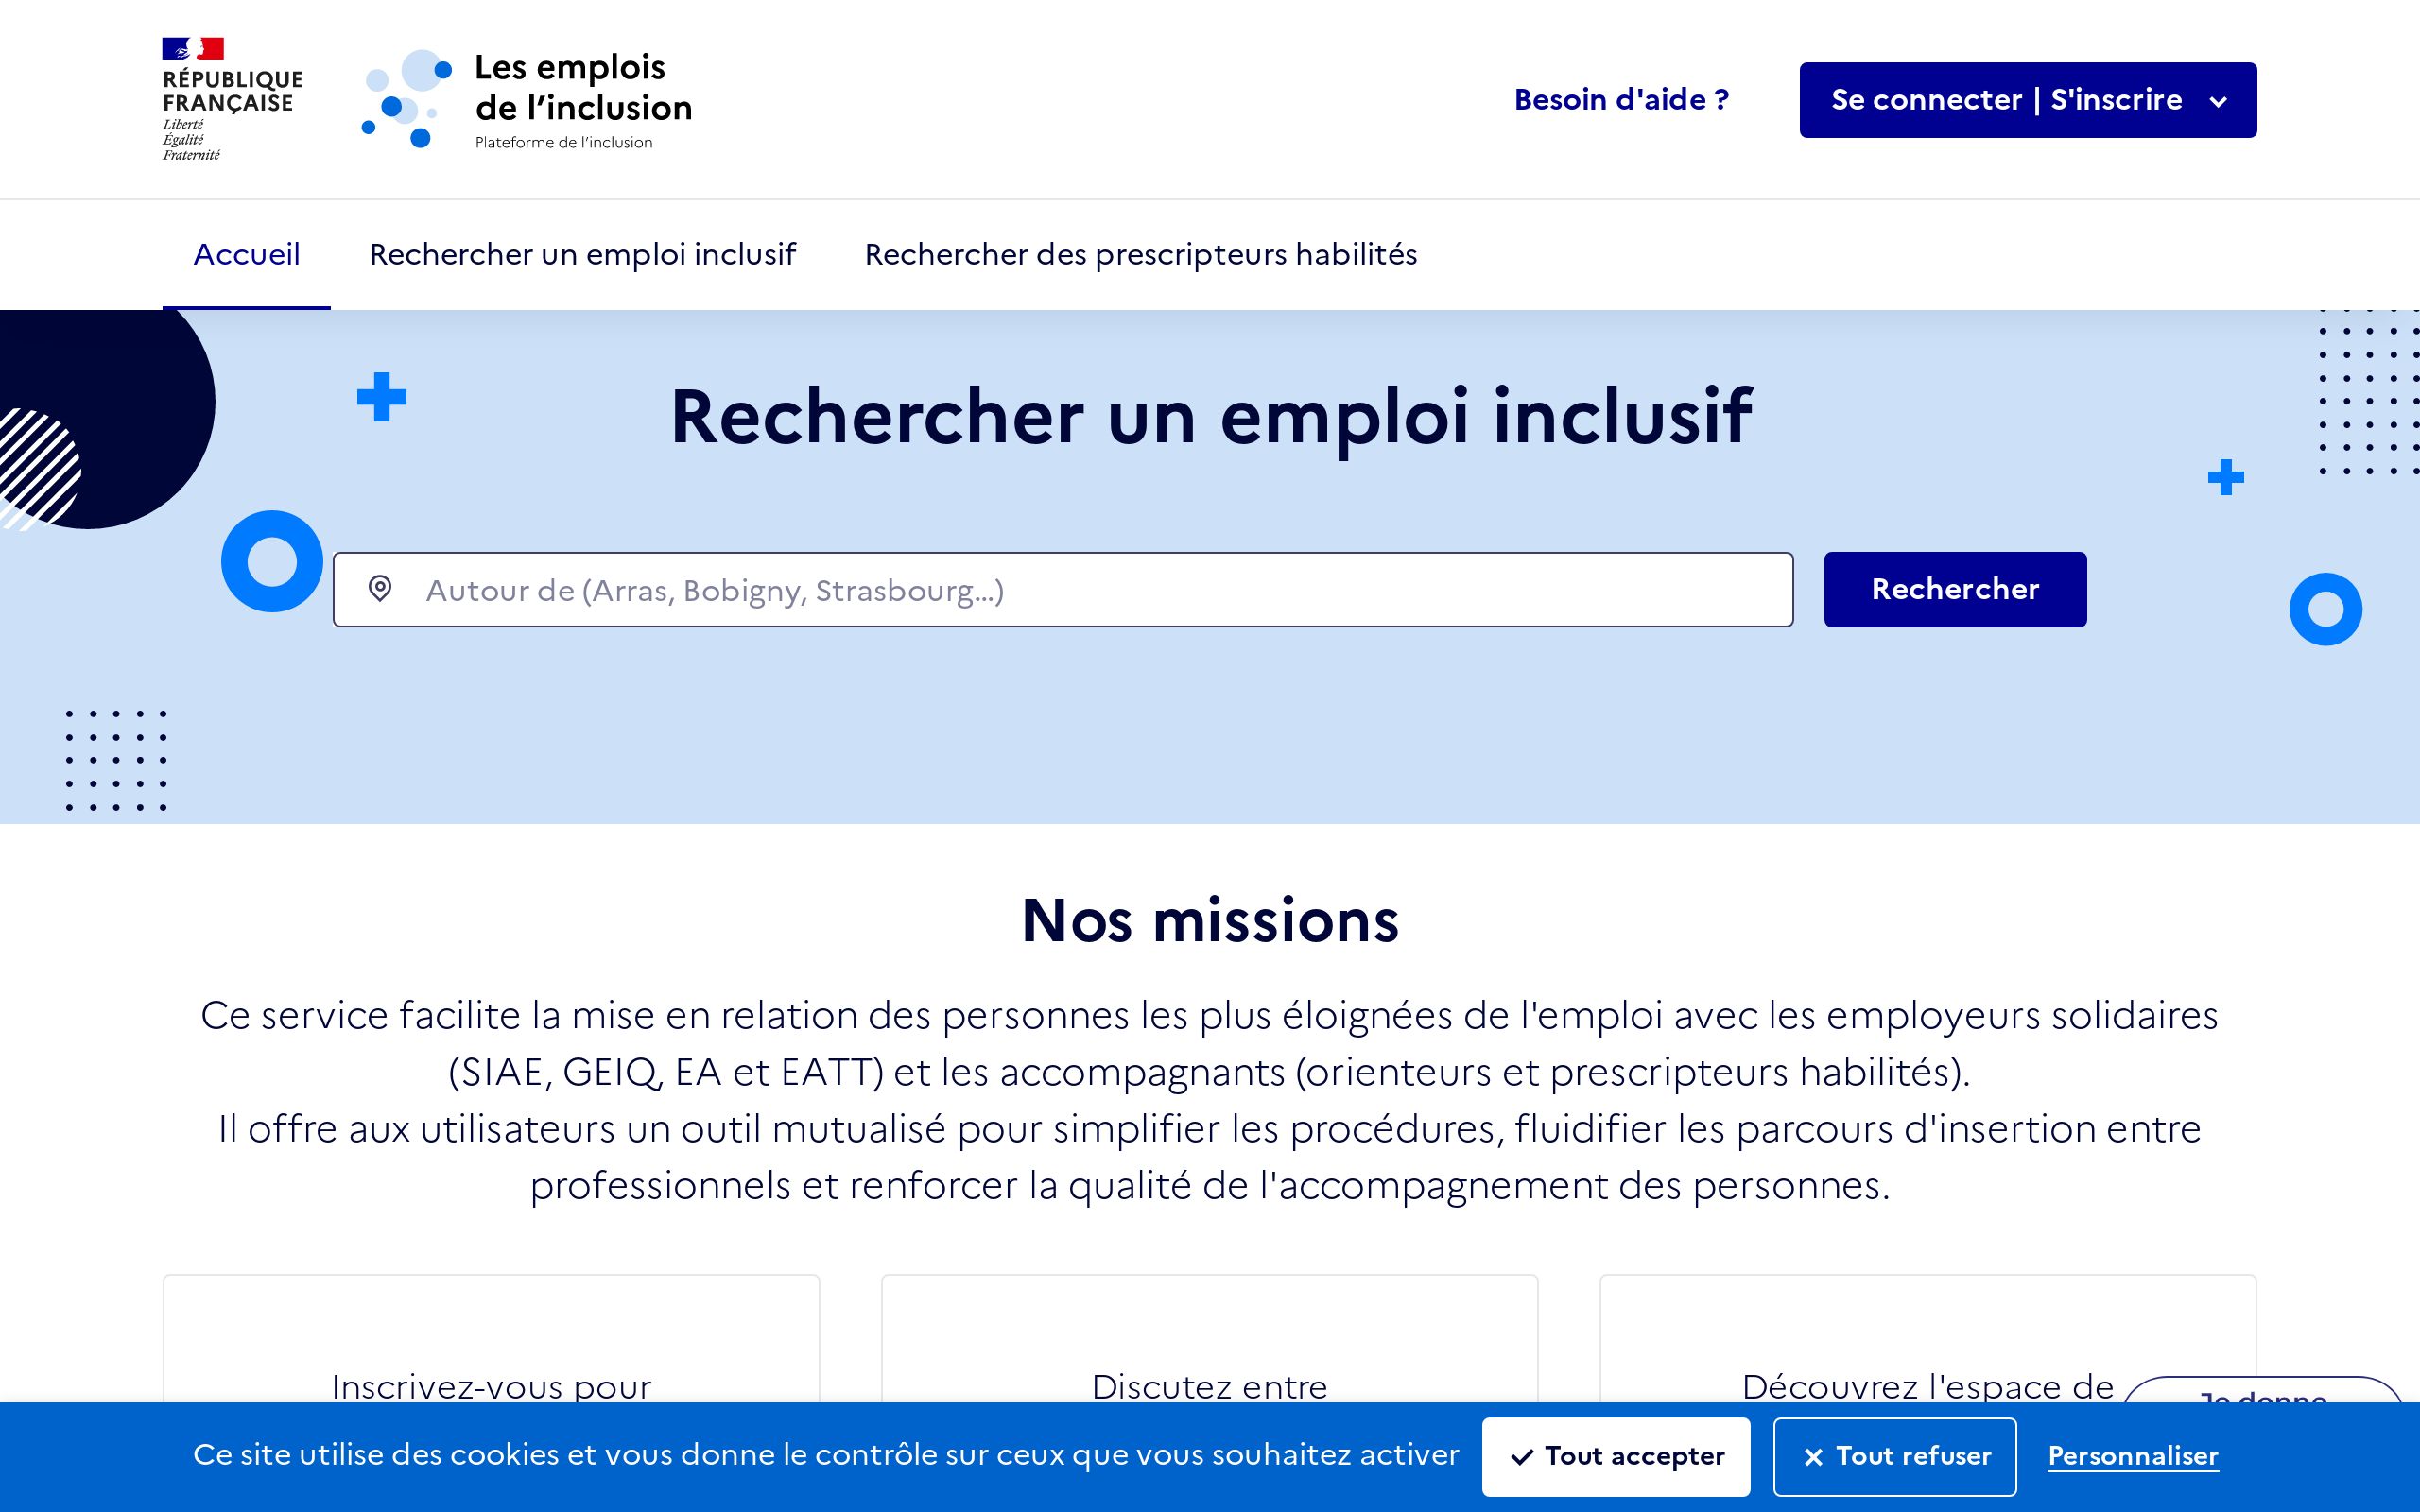 RÉPUBLIQUE
FRANÇAISE
Liberté
Égalité
Fraternité
Les emplois
de l’inclusion
Plateforme de l’inclusion
Besoin d'aide ?
Se connecter | S'inscrire
Accueil
Rechercher un emploi inclusif
Rechercher des prescripteurs habilités
Rechercher un emploi inclusif
Autour de (Arras, Bobigny, Strasbourg…)
Rechercher
Nos missions
Ce service facilite la mise en relation des personnes les plus éloignées de l'emploi avec les employeurs solidaires
(SIAE, GEIQ, EA et EATT) et les accompagnants (orienteurs et prescripteurs habilités).
Il offre aux utilisateurs un outil mutualisé pour simplifier les procédures, fluidifier les parcours d'insertion entre
professionnels et renforcer la qualité de l'accompagnement des personnes.
Inscrivez-vous pour
Discutez entre
Découvrez l'espace de
Je donne
Ce site utilise des cookies et vous donne le contrôle sur ceux que vous souhaitez activer
Tout accepter
Tout refuser
Personnaliser